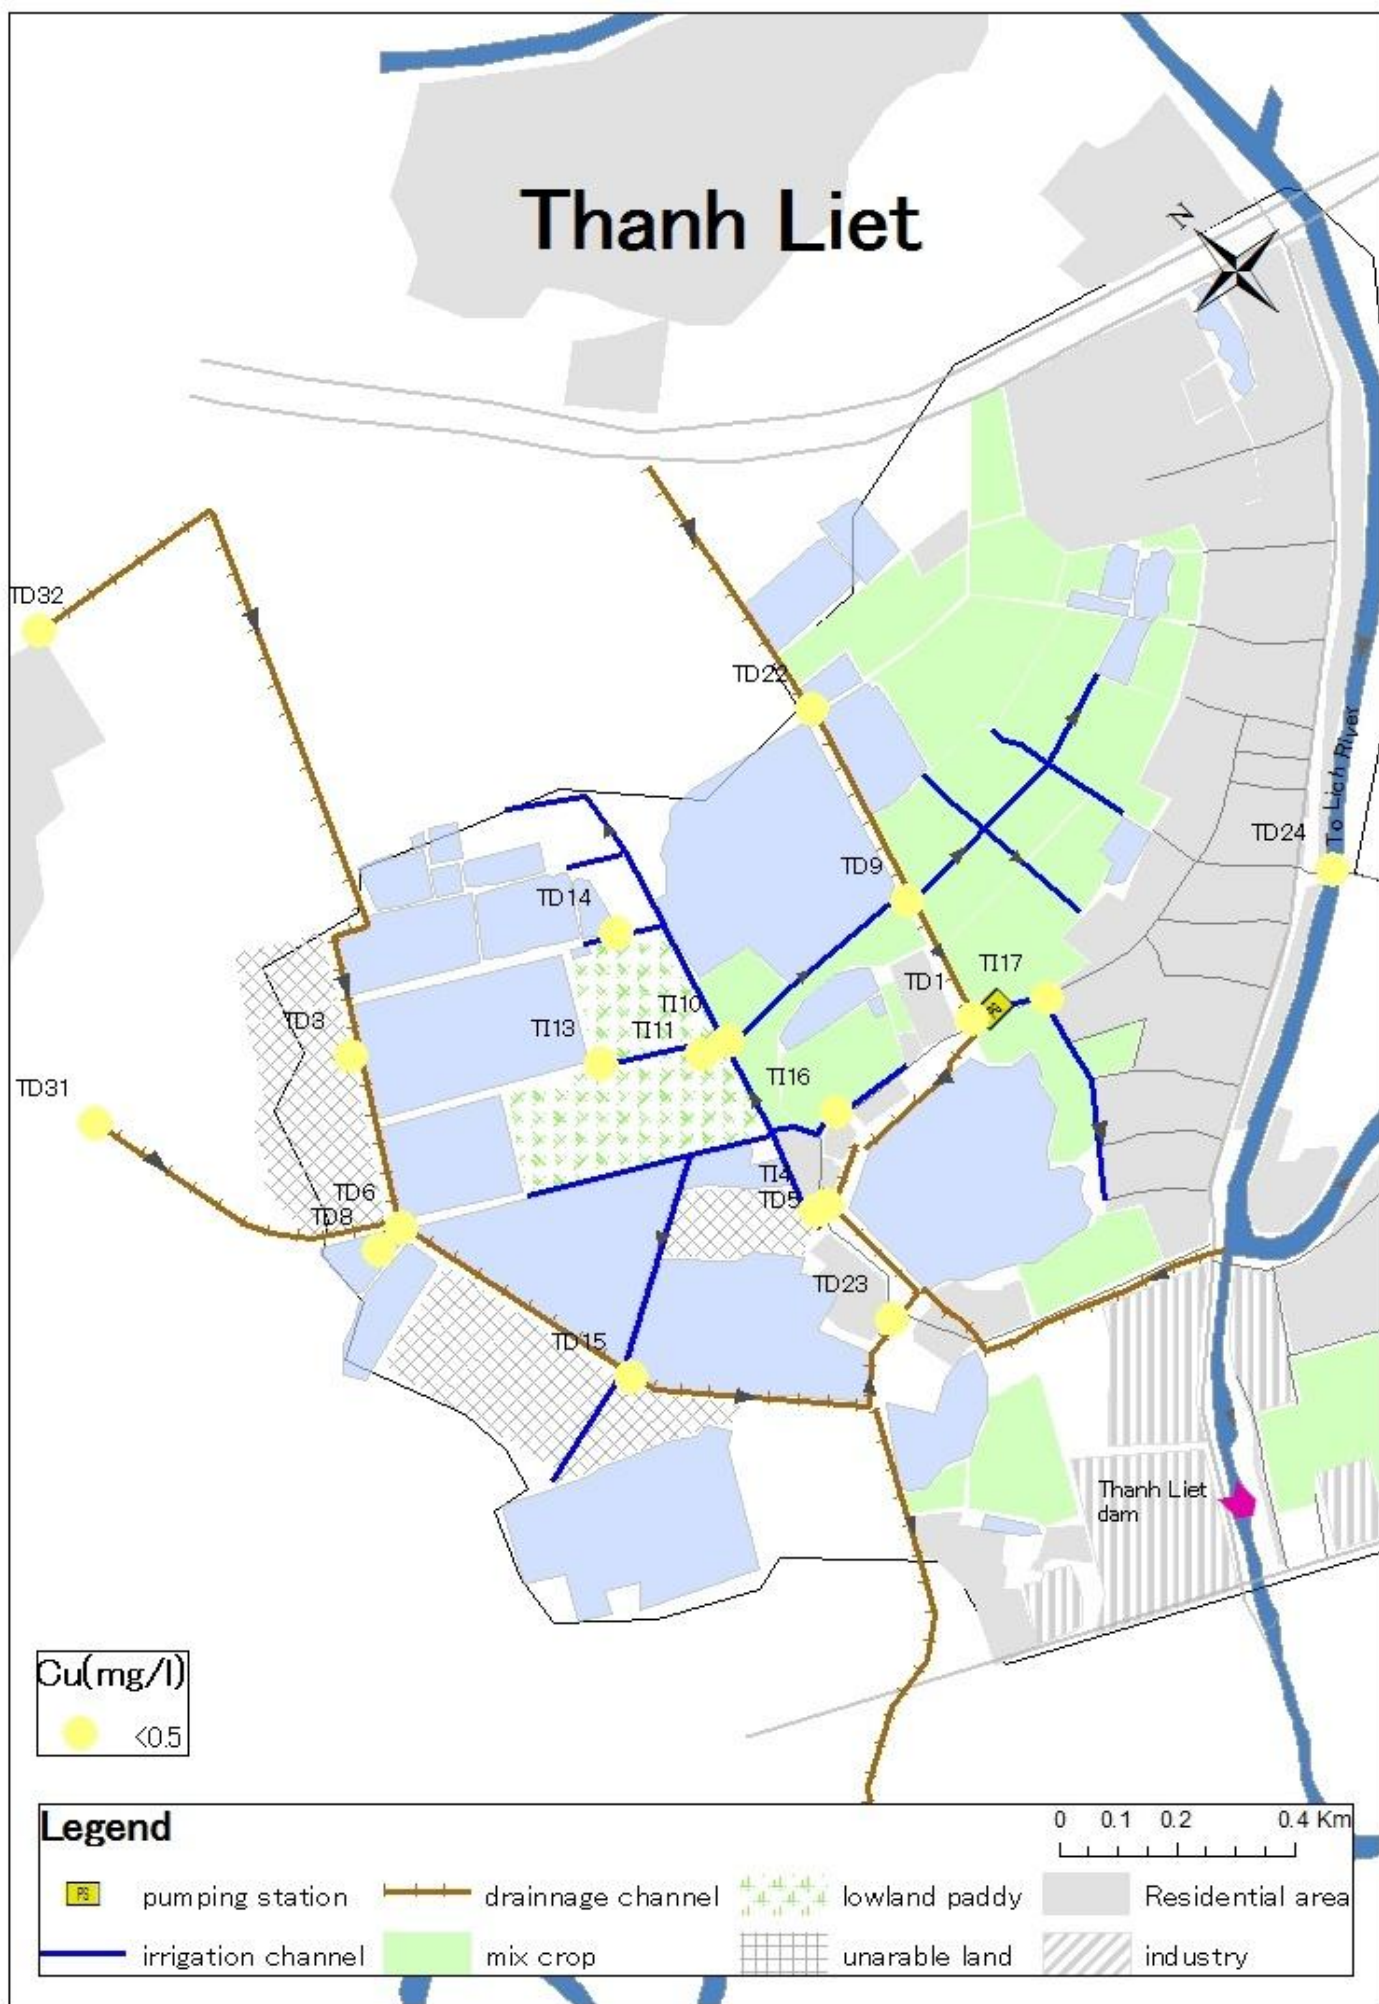 Thanh Liet
N
TD32
TD22
To Lich River
TD24
TD9
TD14
TI17
TD1
TI10
TD3
TI13
TI11
TI16
TD31
PS
TI4
TD6
TD5
TD8
TD23
TD15
Thanh Liet
dam
Cu(mg/l)
<0.5
Legend
0 0.1 0.2 0.4 Km
PS pumping station drainnage channel lowland paddy Residential area
irrigation channel mix crop unarable land industry